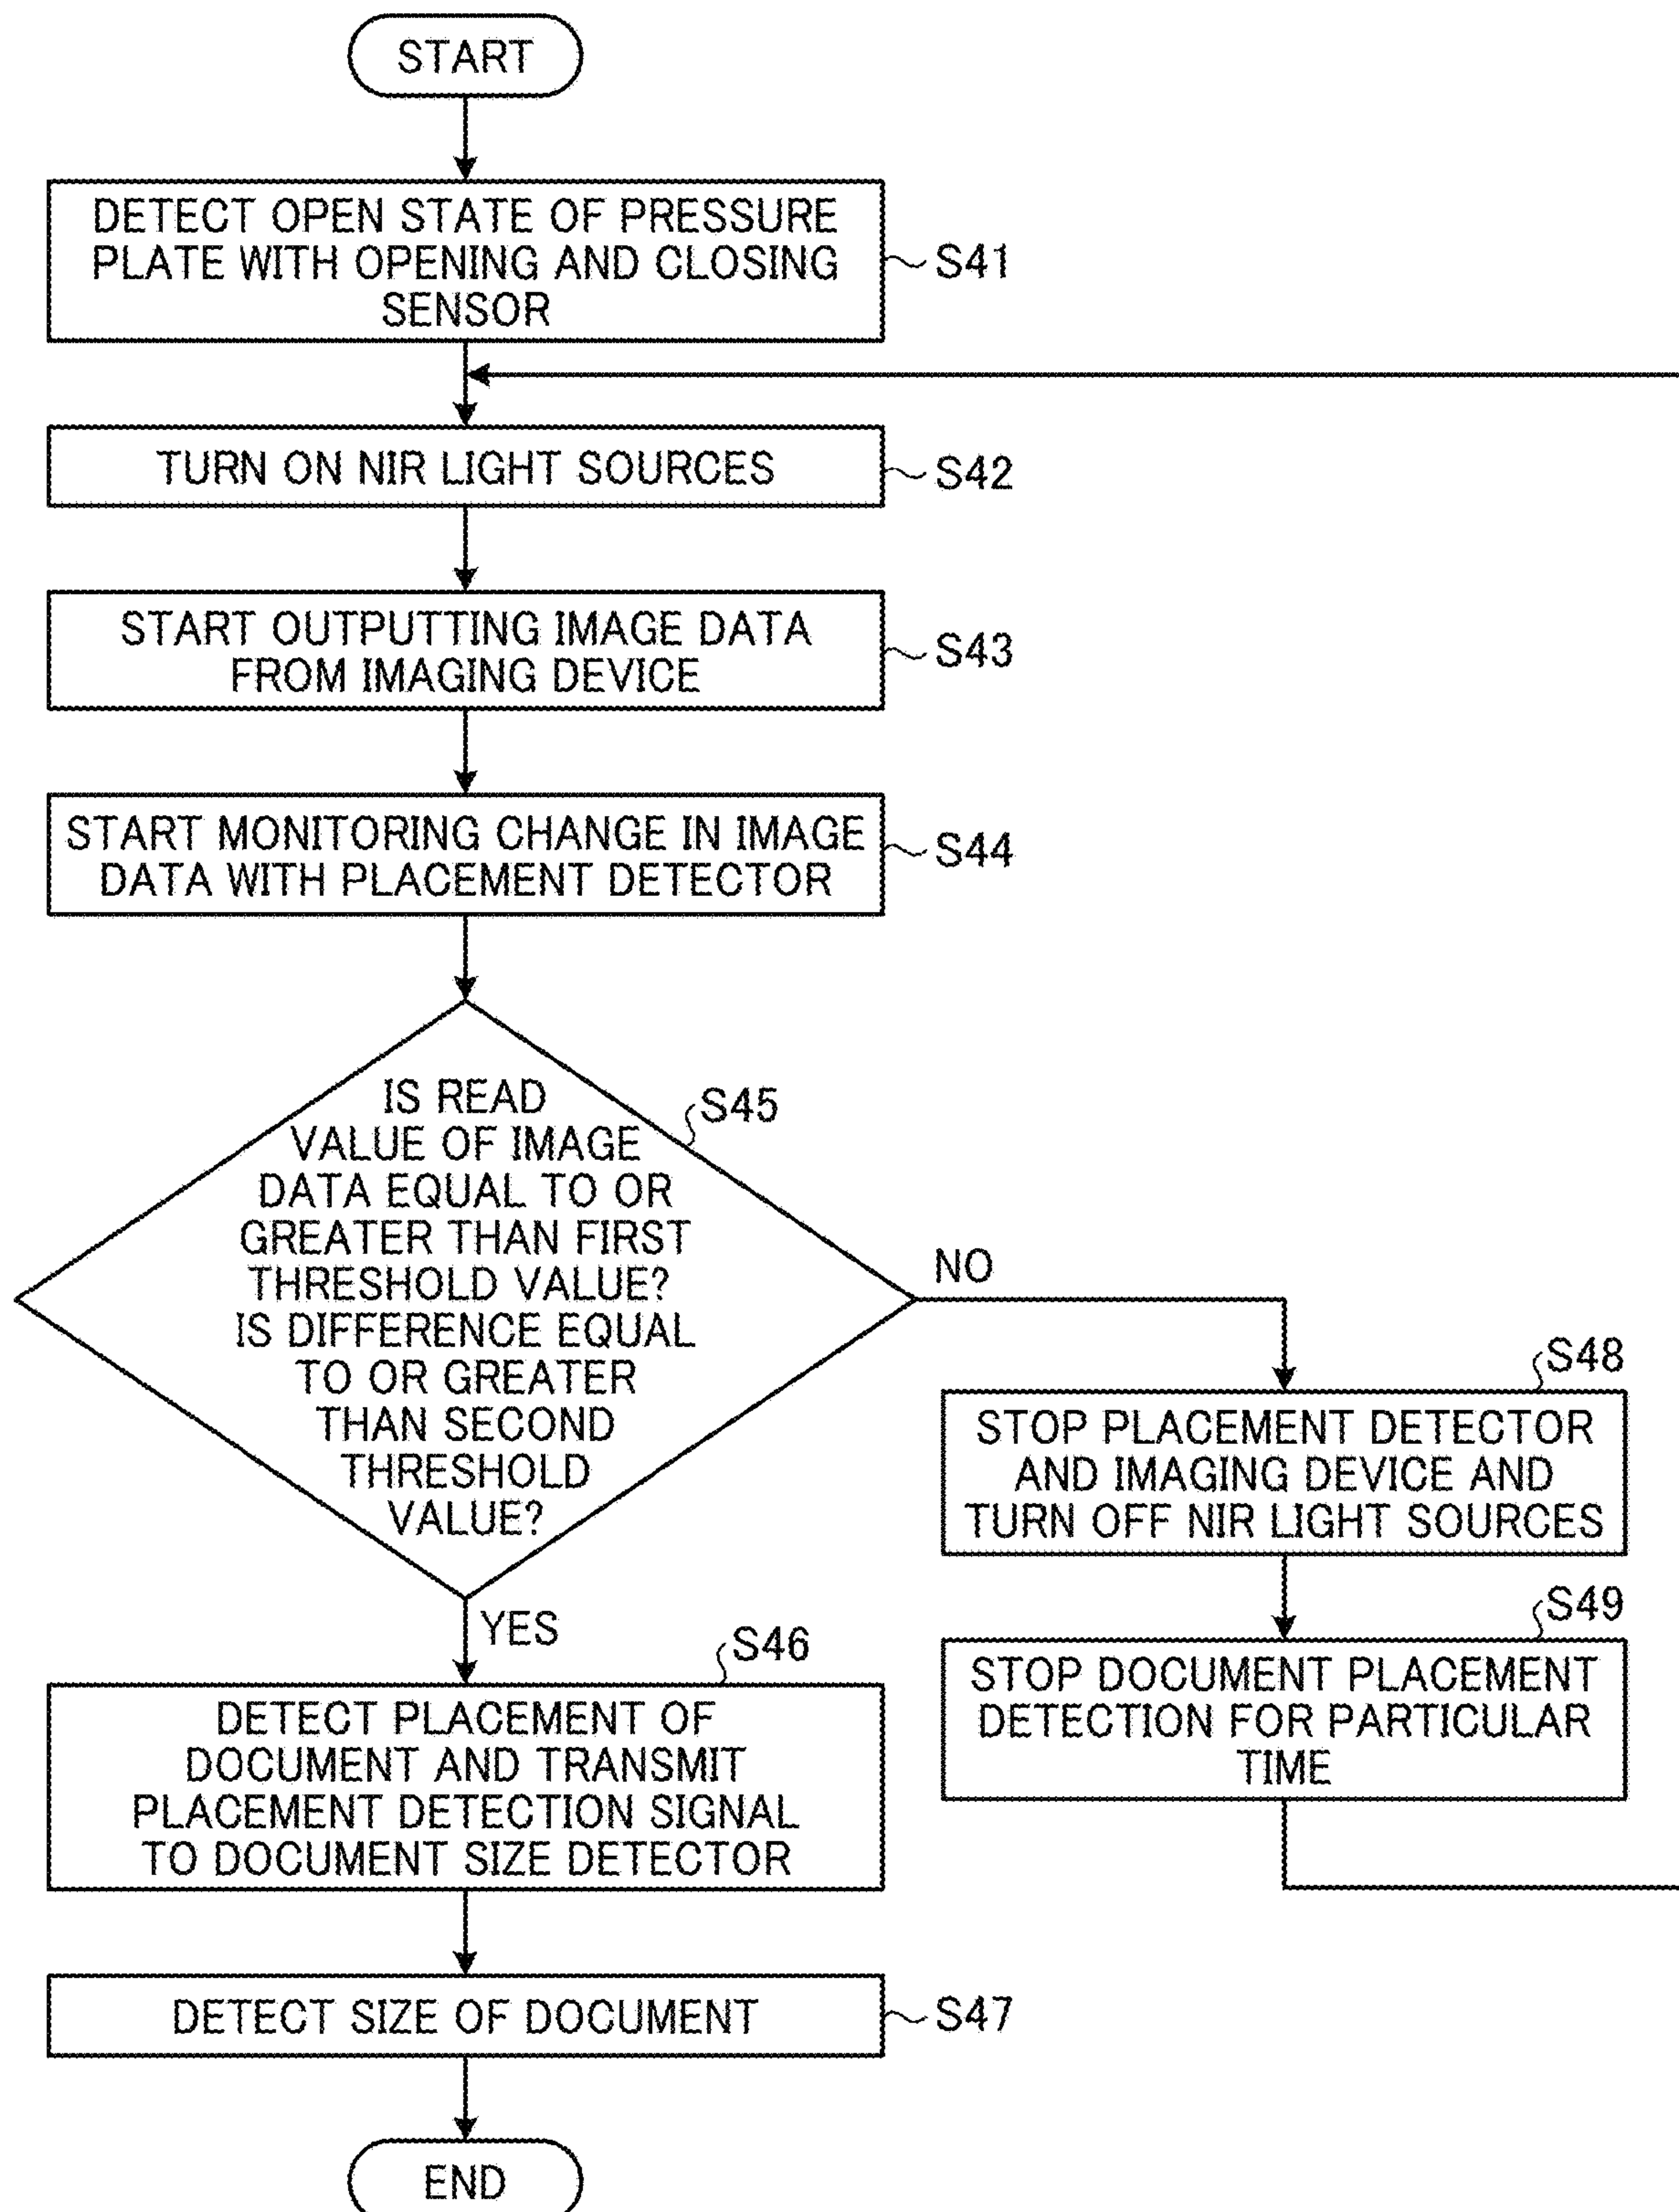 START
DETECT OPEN STATE OF PRESSURE
PLATE WITH OPENING AND CLOSING
SENSOR
S41
TURN ON NIR LIGHT SOURCES
S42
START OUTPUTTING IMAGE DATA
FROM IMAGING DEVICE
S43
START MONITORING CHANGE IN IMAGE
DATA WITH PLACEMENT DETECTOR
S44
IS READ
VALUE OF IMAGE
DATA EQUAL TO OR
GREATER THAN FIRST
THRESHOLD VALUE?
IS DIFFERENCE EQUAL
TO OR GREATER
THAN SECOND
THRESHOLD
VALUE?
S45
NO
S48
STOP PLACEMENT DETECTOR
AND IMAGING DEVICE AND
TURN OFF NIR LIGHT SOURCES
S49
STOP DOCUMENT PLACEMENT
DETECTION FOR PARTICULAR
TIME
YES
S46
DETECT PLACEMENT OF
DOCUMENT AND TRANSMIT
PLACEMENT DETECTION SIGNAL
TO DOCUMENT SIZE DETECTOR
DETECT SIZE OF DOCUMENT
S47
END